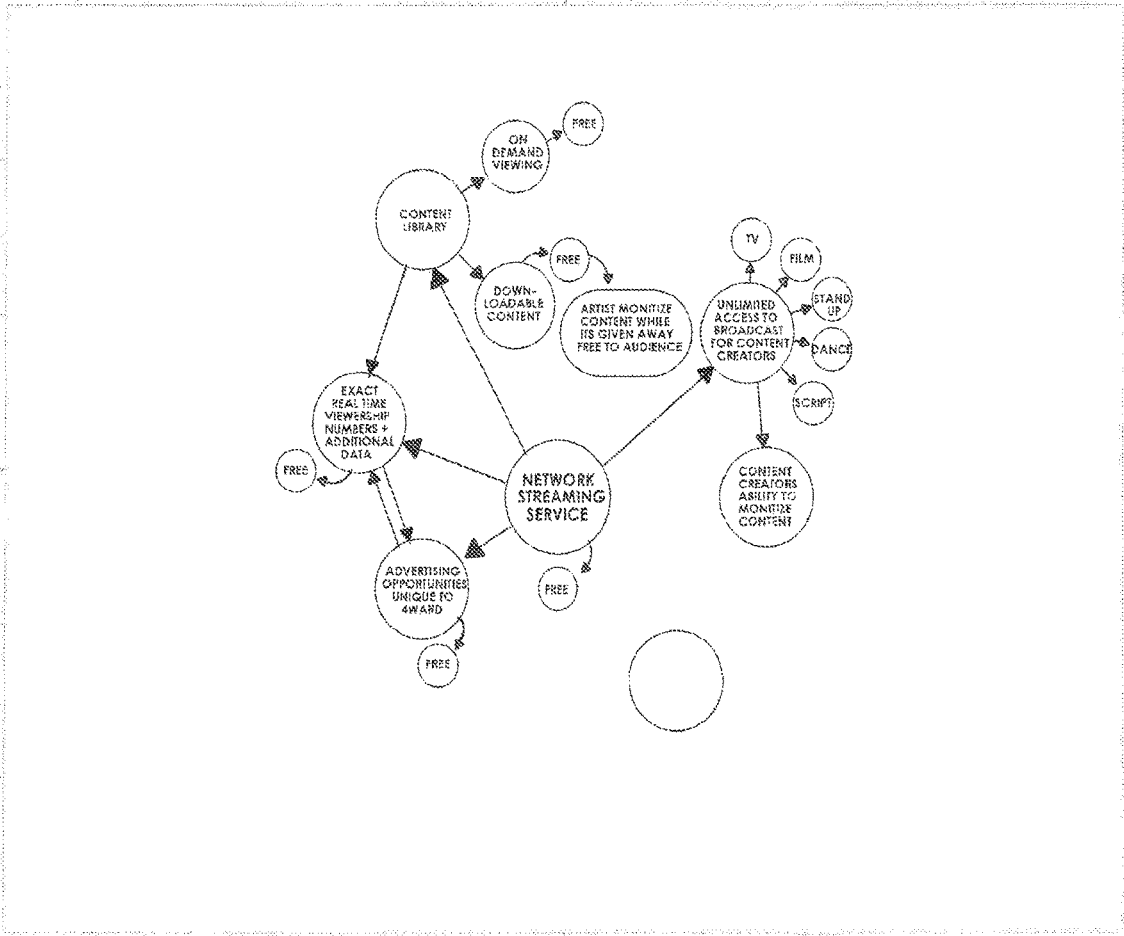 FREE
ON
DEMAND
VIEWING
CONTENT
LIBRARY
FREE
DOWN-
LOADABLE
CONTENT
ARTIST MONITIZE
CONTENT WHILE
ITS GIVEN AWAY
FREE TO AUDIENCE
TV
FILM
STAND
UP
DANCE
SCRIPT
UNLIMITED
ACCESS TO
BROADCAST
FOR CONTENT
CREATORS
EXACT
REAL TIME
VIEWERSHIP
NUMBERS +
ADDITIONAL
DATA
FREE
NETWORK
STREAMING
SERVICE
CONTENT
CREATORS
ABILITY TO
MONITIZE
CONTENT
ADVERTISING
OPPORTUNITIES
UNIQUE TO
4WARD
FREE
FREE